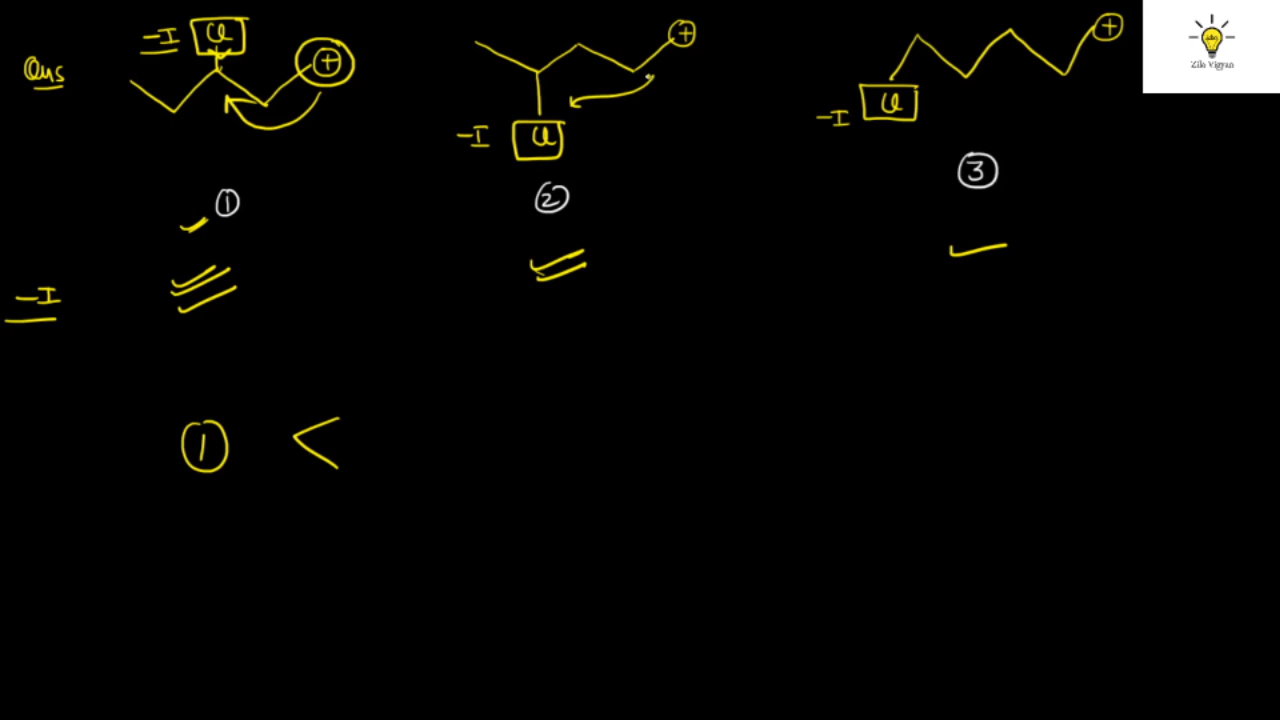 Ans
-I Cl ⊕
⊕
-I Cl
⊕
-I Cl
① ② ③
-I
① <
Zila Vigyan